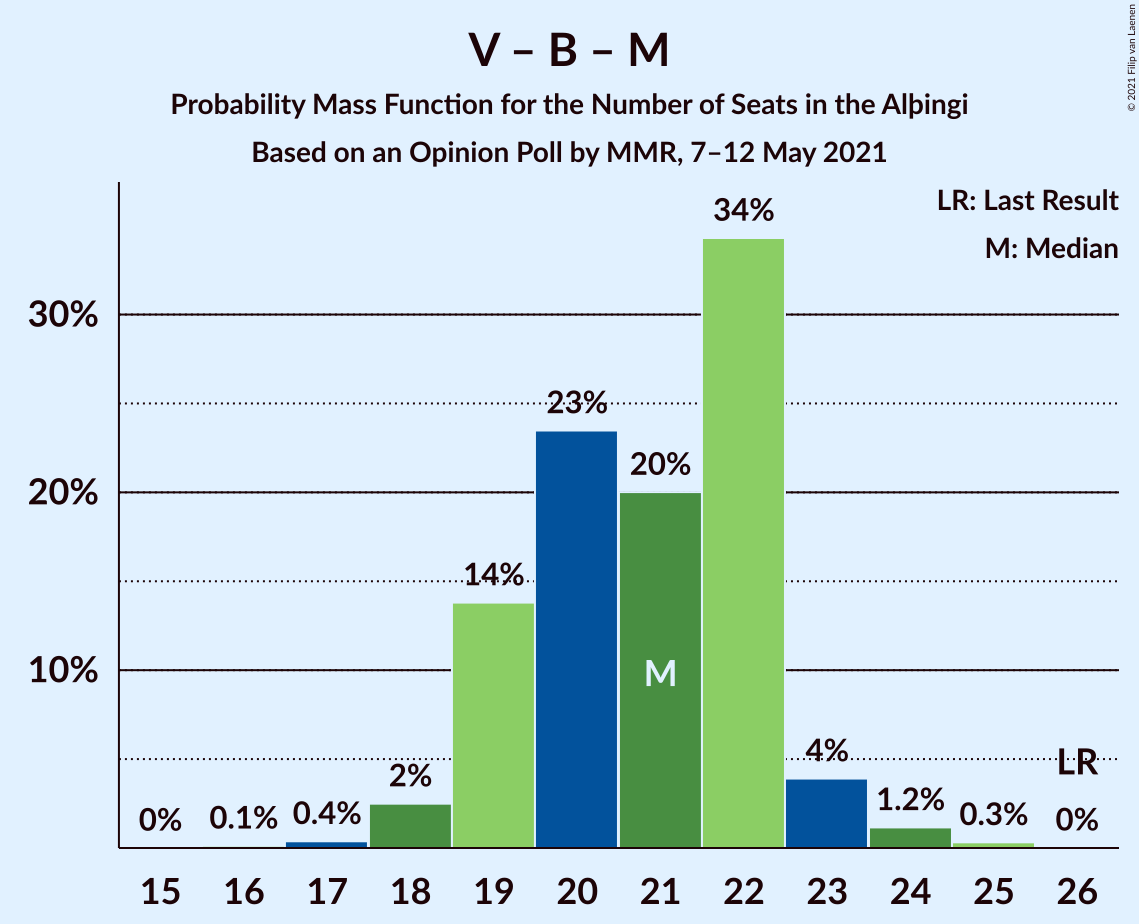 V – B – M
Probability Mass Function for the Number of Seats in the Alþingi
Based on an Opinion Poll by MMR, 7–12 May 2021
© 2021 Filip van Laenen
LR: Last Result
M: Median
30%
20%
10%
0%
0.1%
0.4%
2%
14%
23%
20%
34%
4%
1.2%
0.3%
0%
M
LR
15 16 17 18 19 20 21 22 23 24 25 26